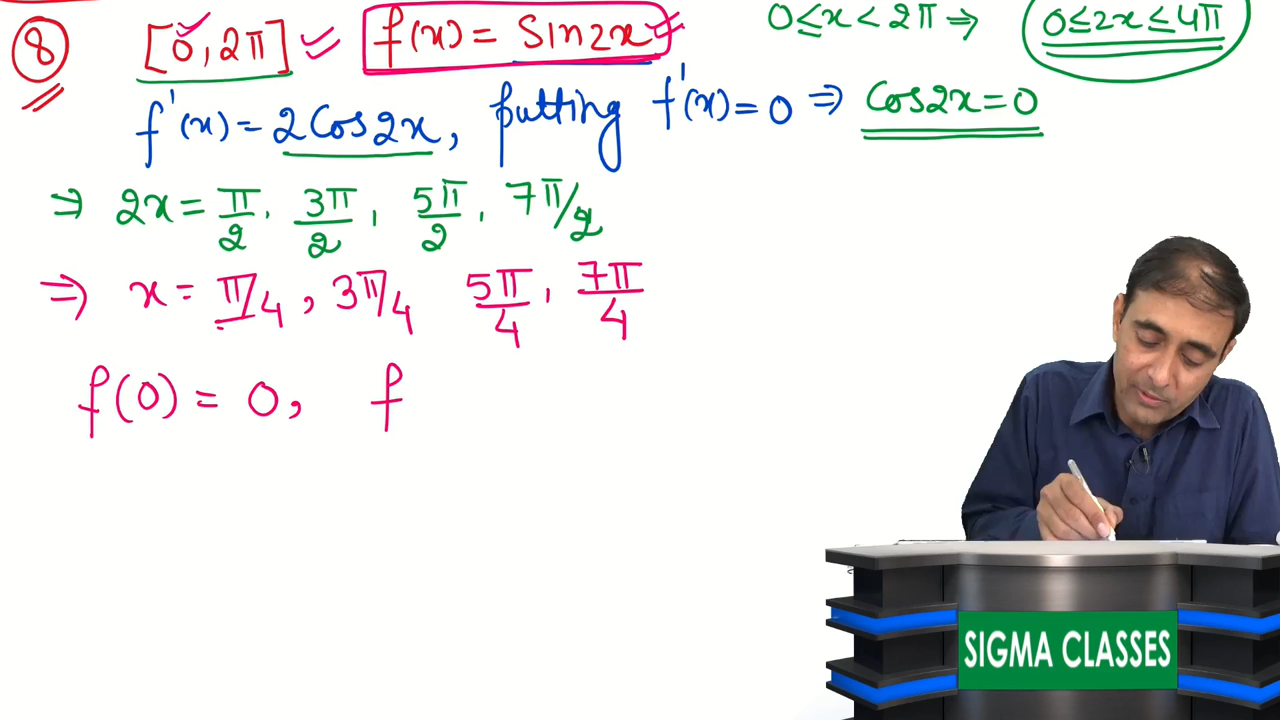 8 [0, 2π] f(x) = Sin2x 0≤x<2π ⇒ 0≤2x≤4π
f'(x) = 2Cos2x, putting f'(x) = 0 ⇒ Cos2x=0
⇒ 2x = π/2, 3π/2, 5π/2, 7π/2
⇒ x = π/4, 3π/4 5π/4, 7π/4
f(0) = 0, f
SIGMA CLASSES